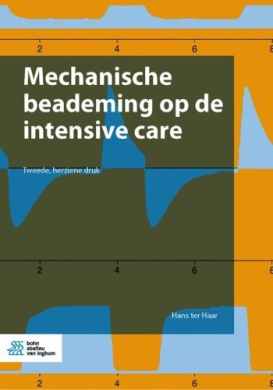 2 4 6 8
Mechanische
beademing op de
intensive care
Tweede, herziene druk
2 4 6 8
Hans ter Haar
2 4 6 8
bohn
stafleu
van loghum